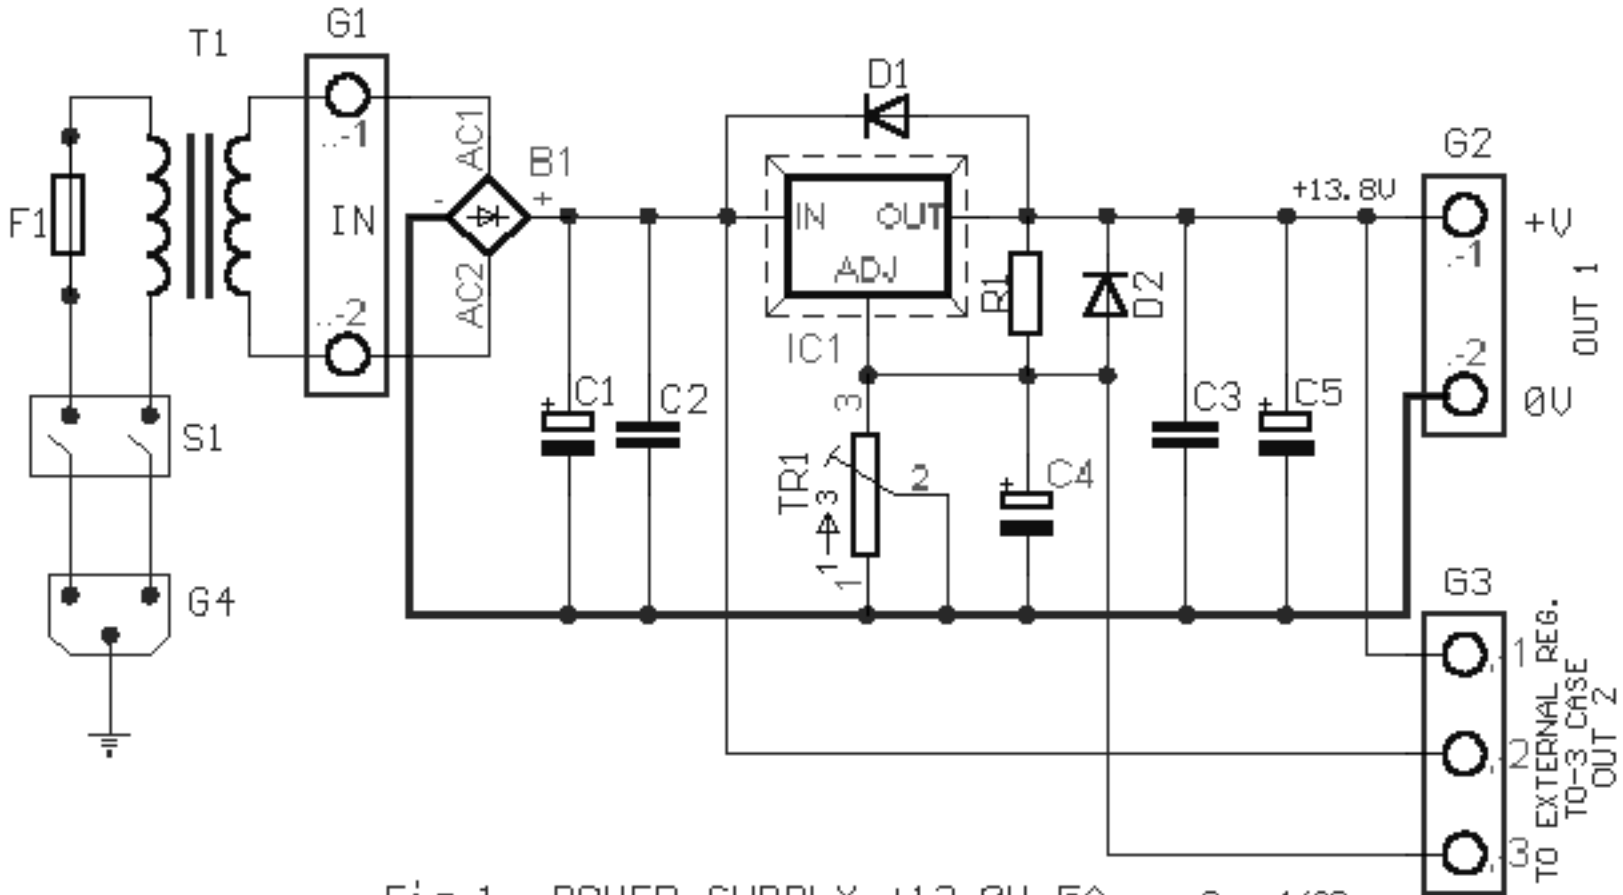 G1
T1
D1
AC1
B1
G2
..-1
+13.8V
-
+
F1
IN
IN
OUT
+V
.-1
ADJ
R1
D2
OUT 1
AC2
..-2
IC1
.-2
C1
+
C2
3
C3
C5
+
0V
S1
TR1
2
C4
+
1
3
1
G4
G3
.1
.2
.3
TO EXTERNAL REG.
TO-3 CASE
OUT 2